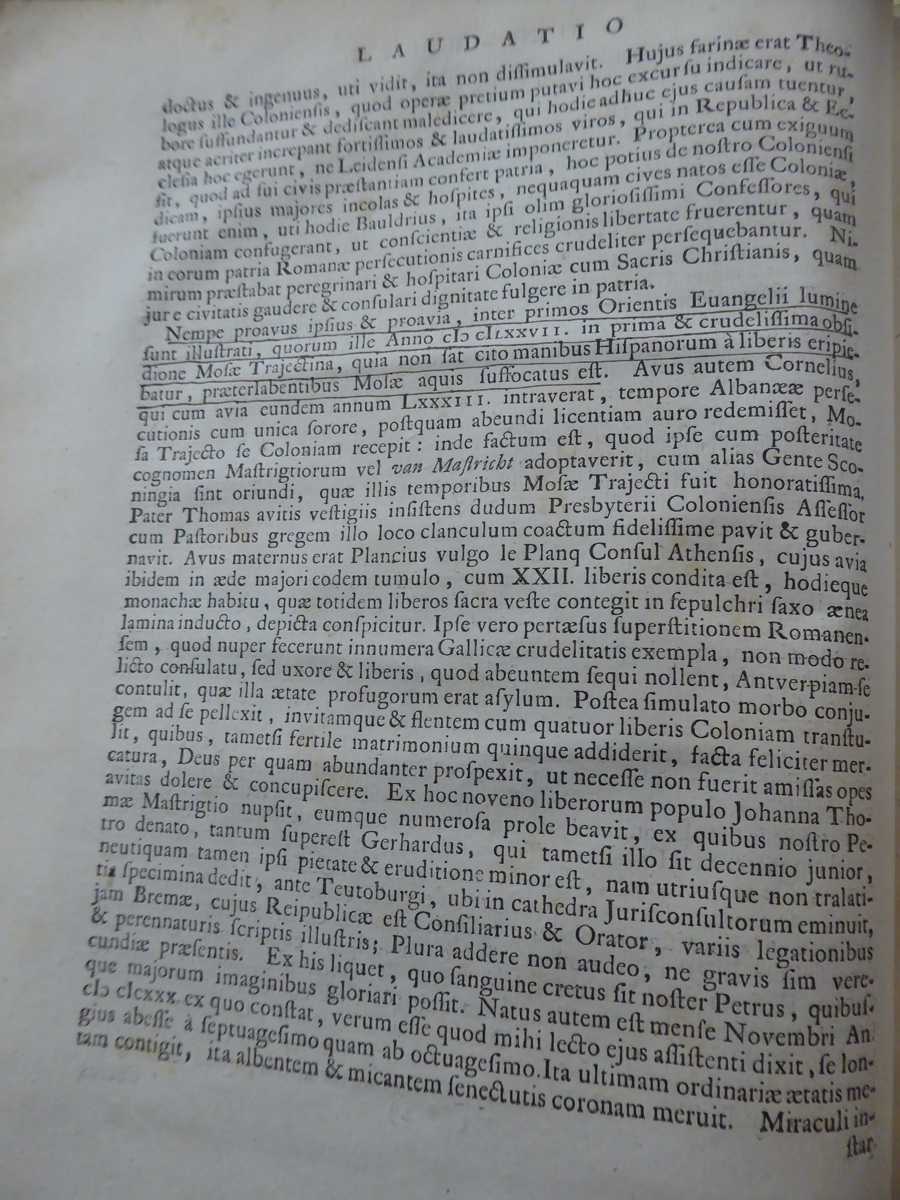 LAUDATIO
doctus & ingenuus, uti vidit, ita non diſſimulavit. Hujus farinæ erat Theo-
logus ille Colonienſis, quod operæ pretium putavi hoc excurſu indicare, ut ru-
bore ſuffundantur & dediſcant maledicere, qui hodie adhuc ejus cauſam tuentur,
atque acriter increpant fortiſſimos & laudatiſſimos viros, qui in Republica & Ec-
cleſia hoc egerunt, ne Leidenſi Academiæ imponeretur. Propterea cum exiguum
ſit, quod ad ſui civis præſtantiam confert patria, hoc potius de noſtro Colonienſi
dicam, ipſius majores incolas & hoſpites, nequaquam cives natos eſſe Coloniæ,
fuerunt enim, uti hodie Bauldrius, ita ipſi olim glorioſiſſimi Confeſſores, qui
Coloniam confugerant, ut conſcientiæ & religionis libertate fruerentur, quam
in eorum patria Romanæ perſecutionis carnifices crudeliter perſequebantur. Ni-
mirum præſtabat peregrinari & hoſpitari Coloniæ cum Sacris Chriſtianis, quam
jure civitatis gaudere & conſulari dignitate fulgere in patria.
Nempe proavus ipſius & proavia, inter primos Orientis Euangelii lumine
ſunt illuſtrati, quorum ille Anno cIↄ cLXXVII. in prima & crudeliſſima obſi-
dione Moſæ Trajectina, quia non ſat cito manibus Hiſpanorum à liberis eripie-
batur, præterlabentibus Moſæ aquis ſuffocatus eſt. Avus autem Cornelius,
qui cum avia eundem annum LXXXIII. intraverat, tempore Albanææ perſe-
cutionis cum unica ſorore, poſtquam abeundi licentiam auro redemiſſet, Mo-
ſa Trajecto ſe Coloniam recepit: inde factum eſt, quod ipſe cum poſteritate
cognomen Maſtrigtiorum vel van Maſtricht adoptaverit, cum alias Gente Sco-
ningia ſint oriundi, quæ illis temporibus Moſæ Trajecti fuit honoratiſſima,
Pater Thomas avitis veſtigiis inſiſtens dudum Presbyterii Colonienſis Aſſeſſor
cum Paſtoribus gregem illo loco clanculum coactum fideliſſime pavit & guber-
navit. Avus maternus erat Plancius vulgo le Planq Conſul Athenſis, cujus avia
ibidem in æde majori eodem tumulo, cum XXII. liberis condita eſt, hodieque
monachæ habitu, quæ totidem liberos ſacra veſte contegit in ſepulchri ſaxo ænea
lamina inducto, depicta conſpicitur. Ipſe vero pertæſus ſuperſtitionem Romanen-
ſem, quod nuper fecerunt innumera Gallicæ crudelitatis exempla, non modo re-
licto conſulatu, ſed uxore & liberis, quod abeuntem ſequi nollent, Antverpiam ſe
contulit, quæ illa ætate profugorum erat aſylum. Poſtea ſimulato morbo conju-
gem ad ſe pellexit, invitamque & flentem cum quatuor liberis Coloniam tranſtu-
lit, quibus, tametſi fertile matrimonium quinque addiderit, facta feliciter mer-
catura, Deus per quam abundanter proſpexit, ut neceſſe non fuerit amiſſas opes
avitas dolere & concupiſcere. Ex hoc noveno liberorum populo Johanna Tho-
mæ Maſtrigtio nupſit, eumque numeroſa prole beavit, ex quibus noſtro Pe-
tro denato, tantum ſupereſt Gerhardus, qui tametſi illo ſit decennio junior,
neutiquam tamen ipſi pietate & eruditione minor eſt, nam utriuſque non tralati-
tia ſpecimina dedit, ante Teutoburgi, ubi in cathedra Juriſconſultorum eminuit,
jam Bremæ, cujus Reipublicæ eſt Conſiliarius & Orator, variis legationibus
& perennaturis ſcriptis illuſtris; Plura addere non audeo, ne gravis ſim vere-
cundiæ præſentis. Ex his liquet, quo ſanguine cretus ſit noſter Petrus, quibuſ-
que majorum imaginibus gloriari poſſit. Natus autem eſt menſe Novembri An
cIↄ cIcxxx ex quo conſtat, verum eſſe quod mihi lecto ejus aſſiſtenti dixit, ſe lon-
gius abeſſe à ſeptuageſimo quam ab octuageſimo. Ita ultimam ordinariæ ætatis me-
tam contigit, ita albentem & micantem ſenectutis coronam meruit. Miraculi in-
ſtar